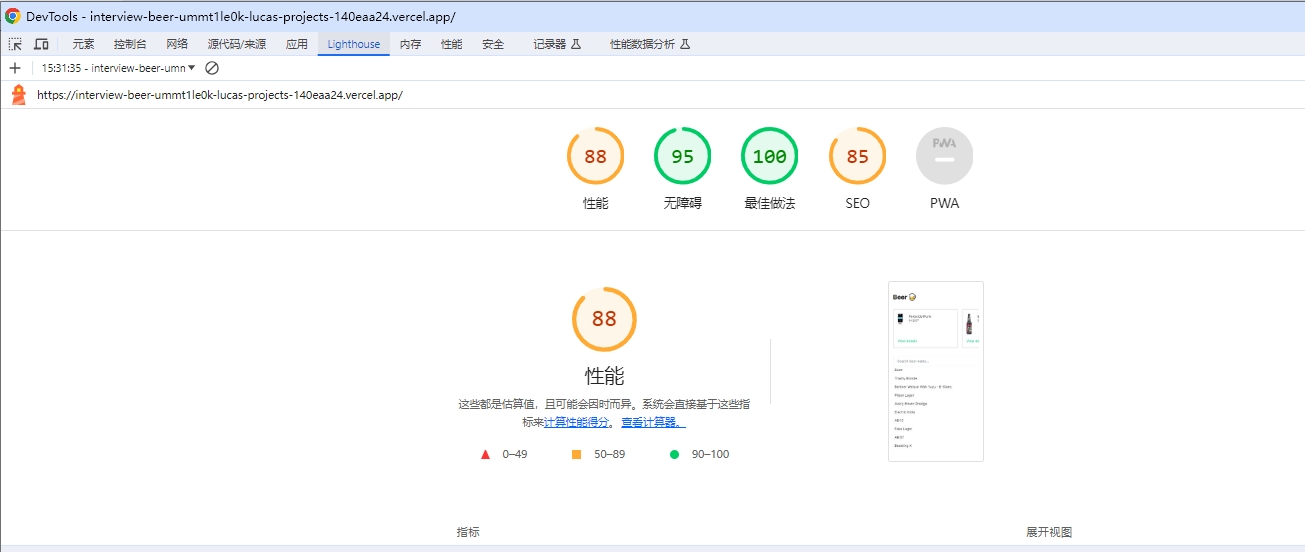 DevTools - interview-beer-ummt1le0k-lucas-projects-140eaa24.vercel.app/
元素 控制台 网络 源代码/来源 应用 Lighthouse 内存 性能 安全 记录器 性能数据分析
15:31:35 - interview-beer-umn
https://interview-beer-ummt1le0k-lucas-projects-140eaa24.vercel.app/
88 95 100 85 PWA
性能 无障碍 最佳做法 SEO PWA
88
性能
这些都是估算值，且可能会因时而异。系统会直接基于这些指
标来计算性能得分。 查看计算器。
0–49 50–89 90–100
Beer
View details
指标 展开视图